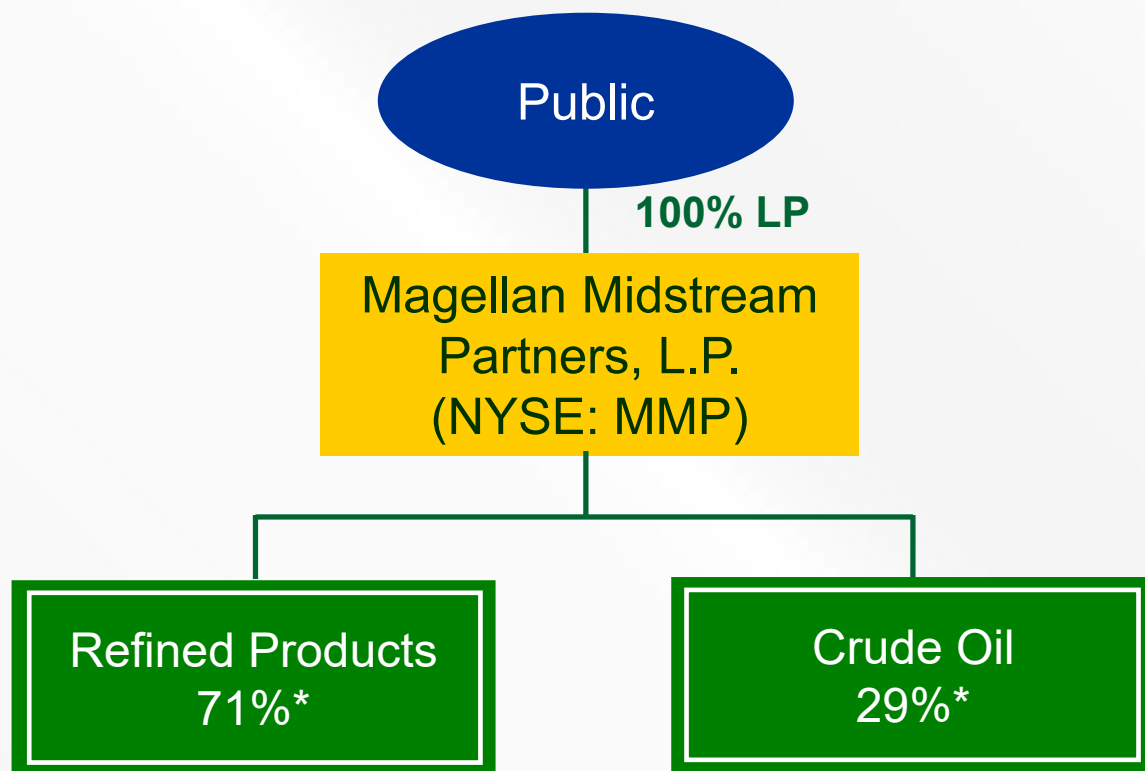 Public
100% LP
Magellan Midstream
Partners, L.P.
(NYSE: MMP)
Refined Products
71%*
Crude Oil
29%*